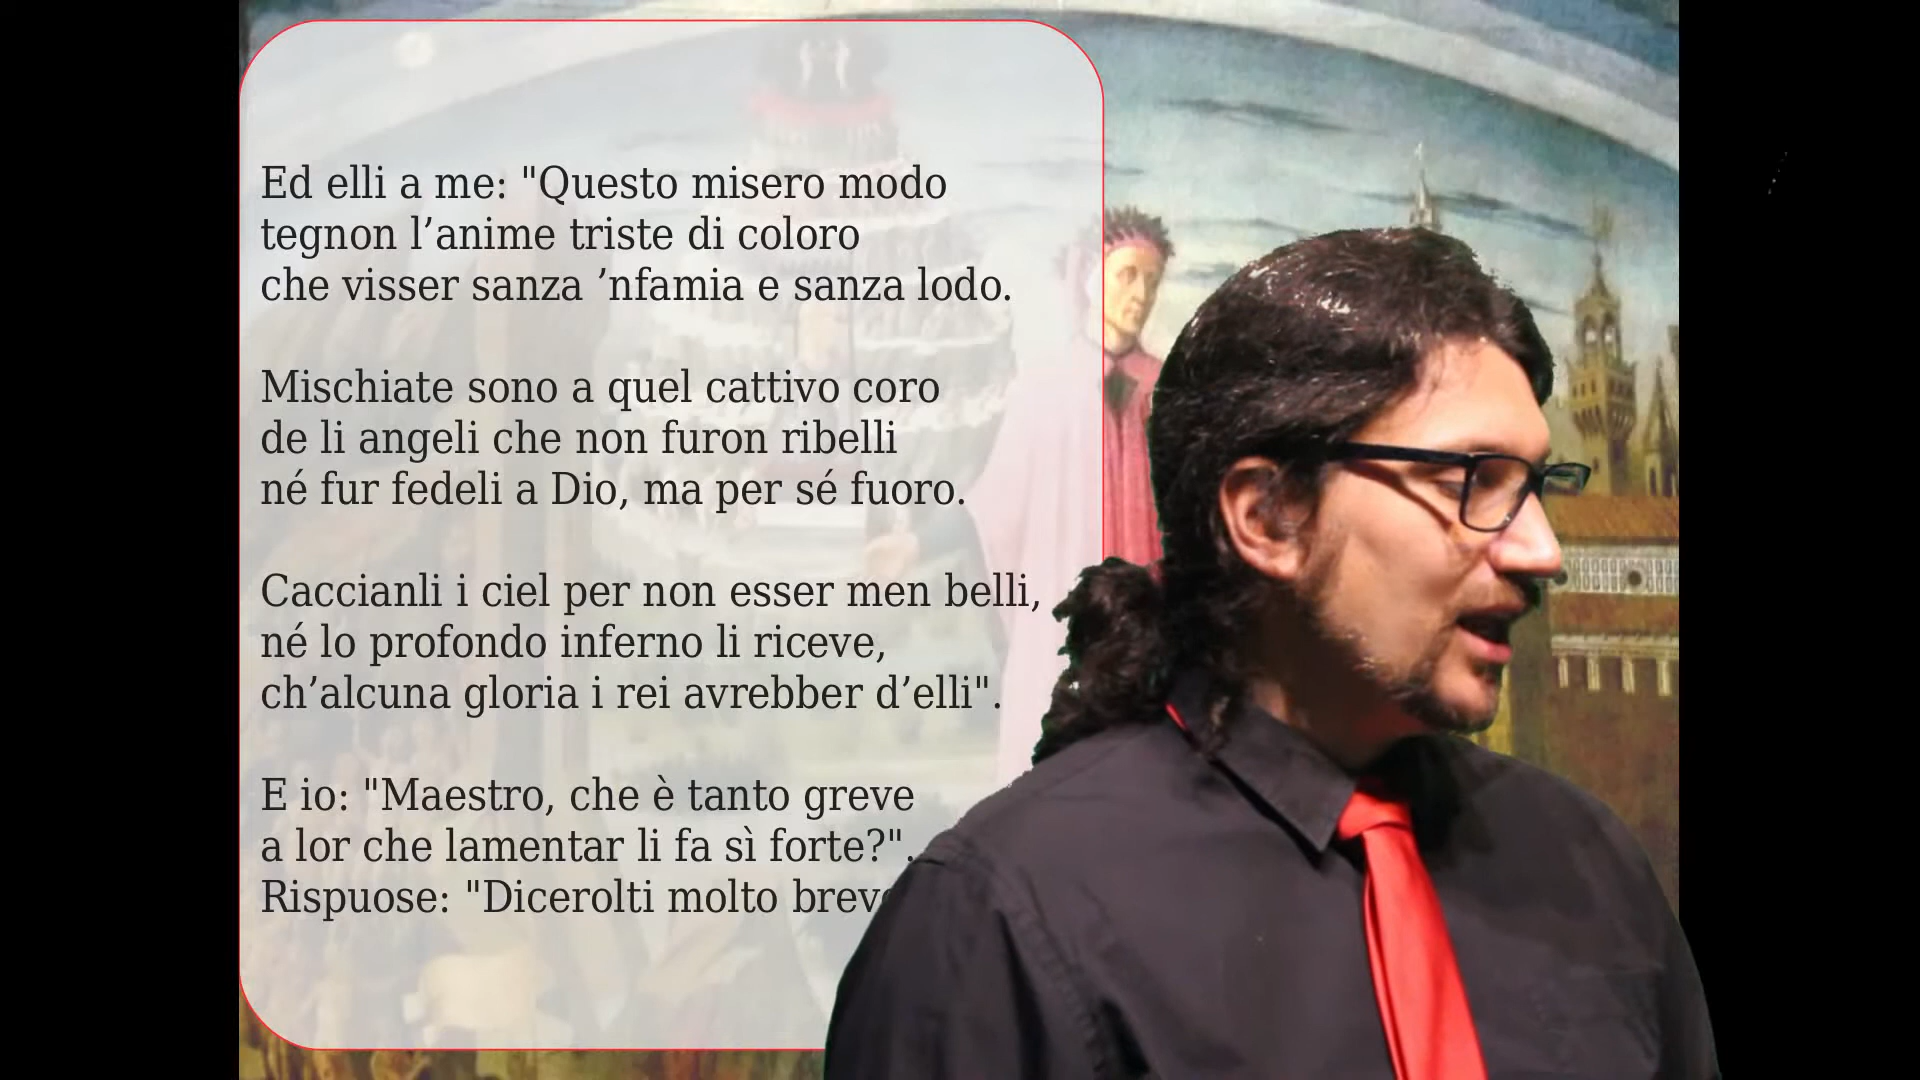 Ed elli a me: "Questo misero modo
tegnon l’anime triste di coloro
che visser sanza ’nfamia e sanza lodo.
Mischiate sono a quel cattivo coro
de li angeli che non furon ribelli
né fur fedeli a Dio, ma per sé fuoro.
Caccianli i ciel per non esser men belli,
né lo profondo inferno li riceve,
ch’alcuna gloria i rei avrebber d’elli".
E io: "Maestro, che è tanto greve
a lor che lamentar li fa sì forte?".
Rispuose: "Dicerolti molto